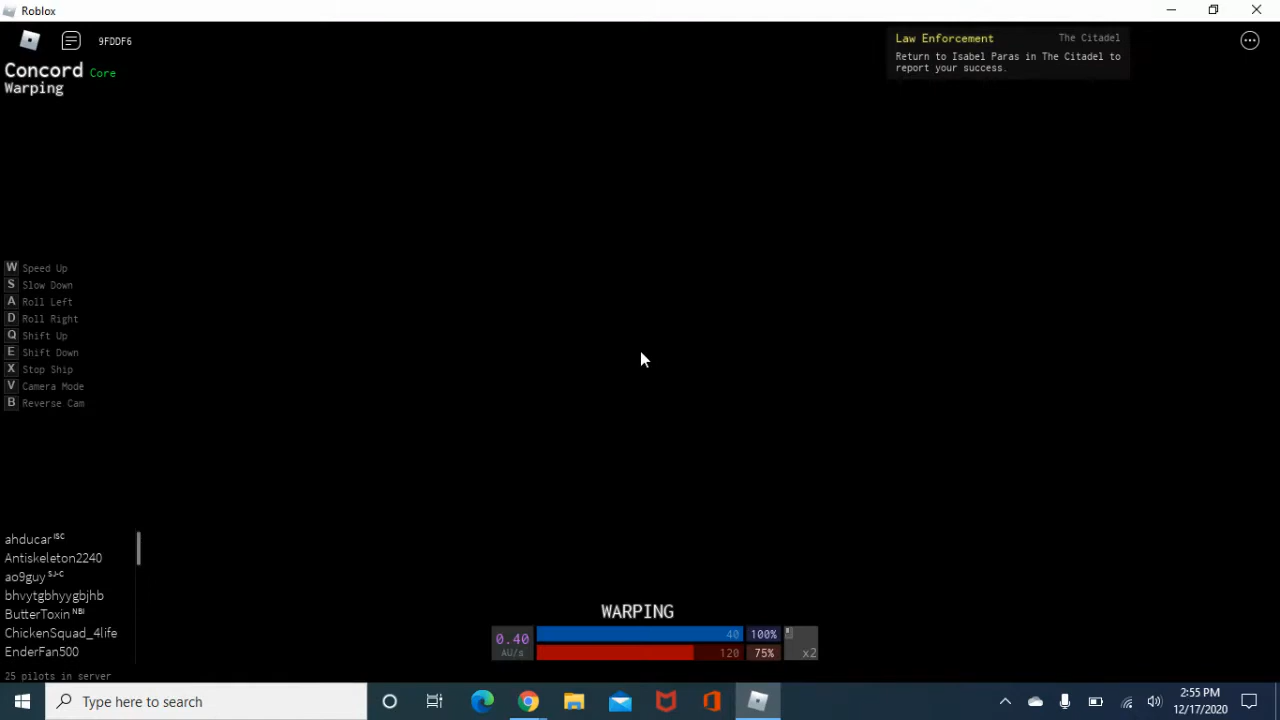 Roblox
9FDDF6
Concord Core
Warping
Law Enforcement The Citadel
Return to Isabel Paras in The Citadel to
report your success.
W Speed Up
S Slow Down
A Roll Left
D Roll Right
Q Shift Up
E Shift Down
X Stop Ship
V Camera Mode
B Reverse Cam
ahducar ISC
Antiskeleton2240
ao9guy SJ-C
bhvytgbhyygbjhb
ButterToxin NBI
ChickenSquad_4life
EnderFan500
25 pilots in server
WARPING
0.40 AU/s
40 100%
120 75%
x2
Type here to search
2:55 PM
12/17/2020